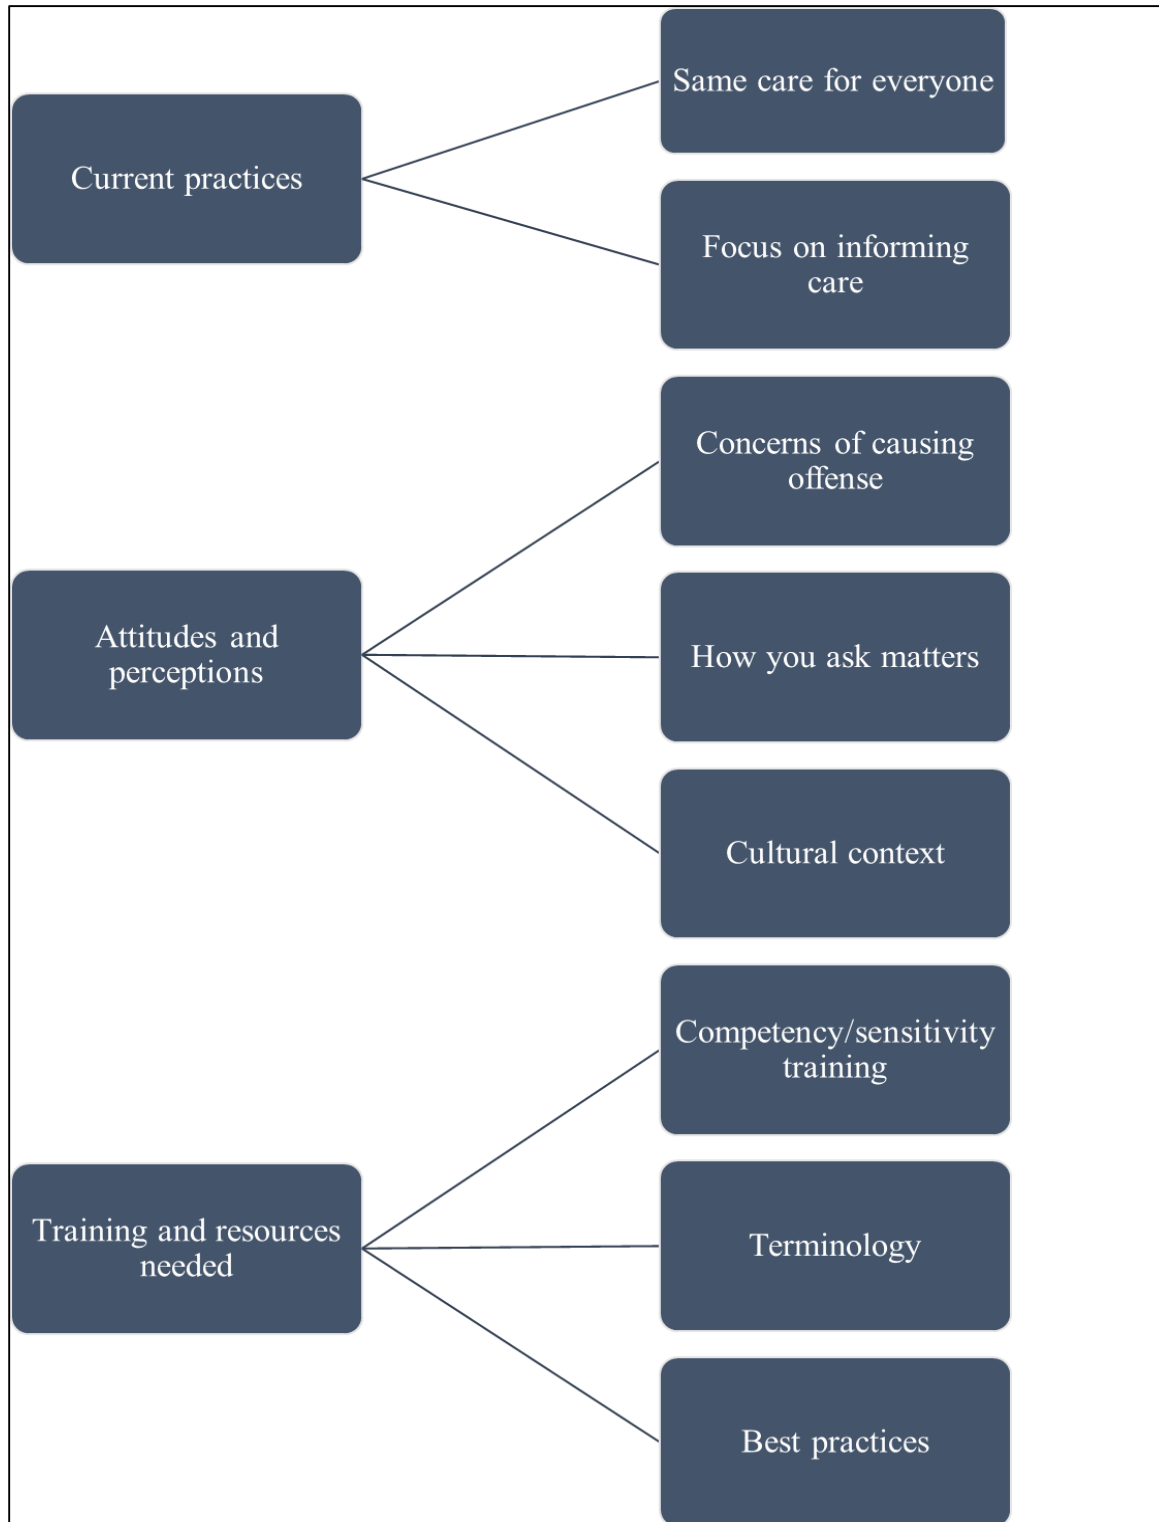 Current practices
Same care for everyone
Focus on informing
care
Attitudes and
perceptions
Concerns of causing
offense
How you ask matters
Cultural context
Training and resources
needed
Competency/sensitivity
training
Terminology
Best practices